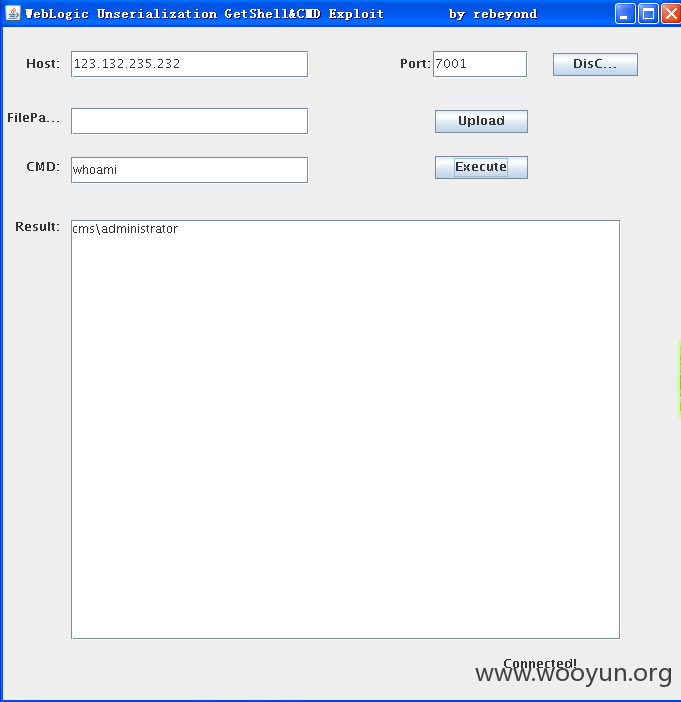 WebLogic Unserialization GetShell&CMD Exploit by rebeyond
Host: 123.132.235.232 Port: 7001 DisC...
FilePa... Upload
CMD: whoami Execute
Result: cms\administrator
Connected!
www.wooyun.org